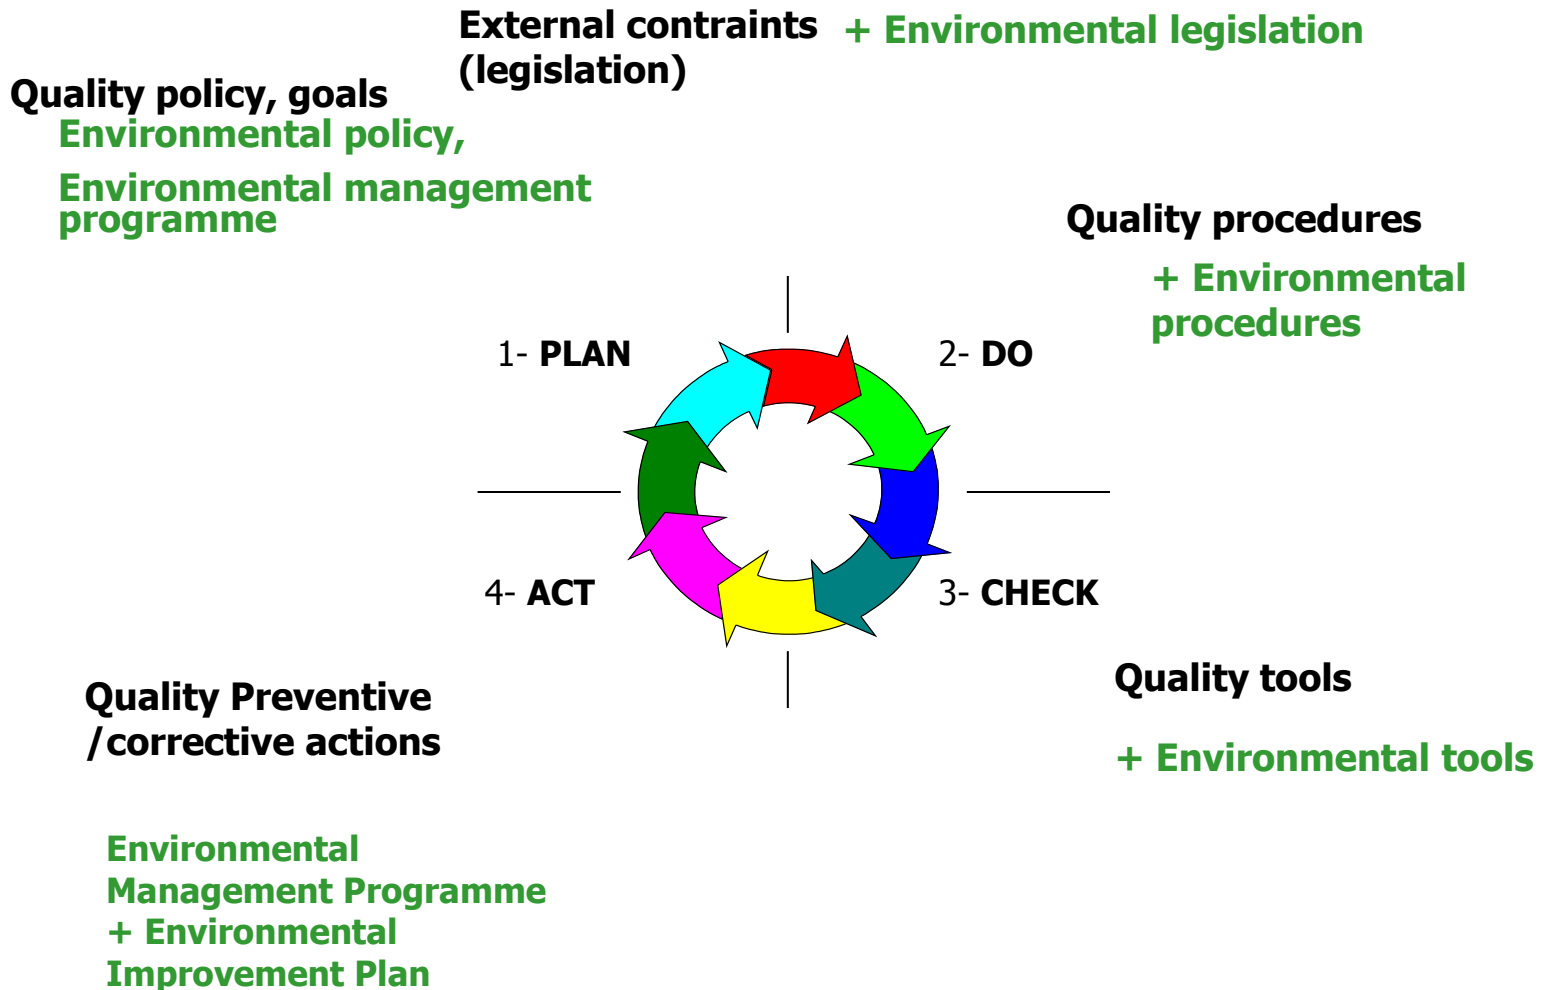 External contraints + Environmental legislation
(legislation)
Quality policy, goals
Environmental policy,
Environmental management
programme
Quality procedures
+ Environmental
procedures
1- PLAN
2- DO
4- ACT
3- CHECK
Quality Preventive
/corrective actions
Quality tools
+ Environmental tools
Environmental
Management Programme
+ Environmental
Improvement Plan